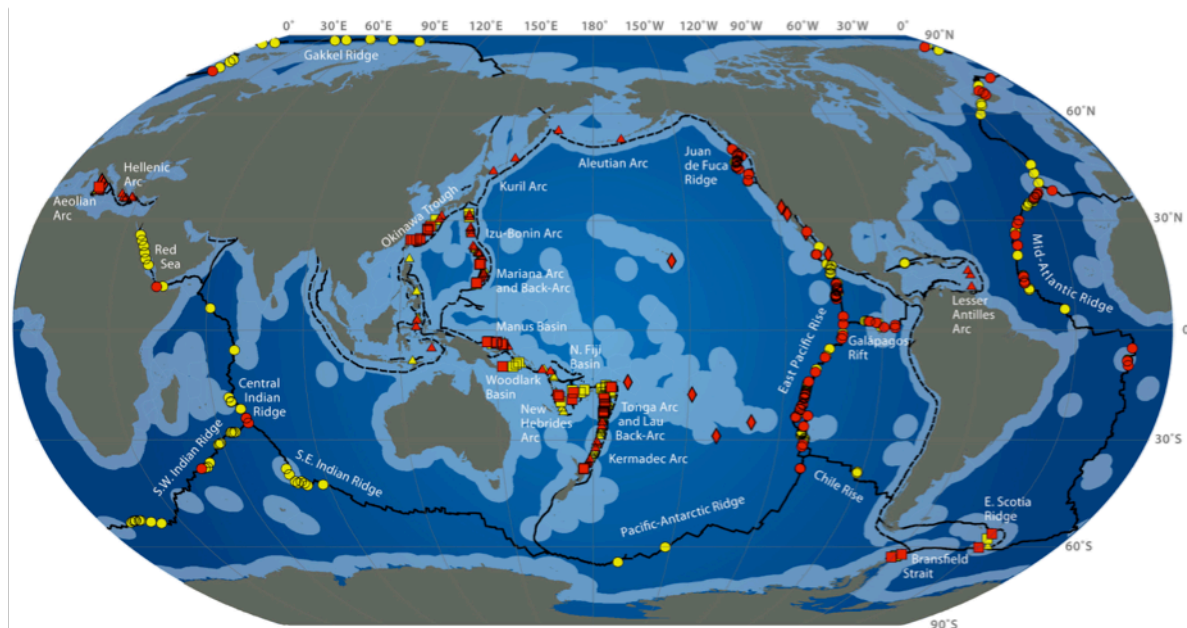 0° 30°E 60°E 90°E 120°E 150°E 180° 150°W 120°W 90°W 60°W 30°W 0°
90°N
Gakkel Ridge
60°N
Hellenic
Arc
Aeolian
Arc
Aleutian Arc
Juan
de Fuca
Ridge
Kuril Arc
Okinawa Trough
30°N
Izu-Bonin Arc
Red
Sea
Mid-Atlantic Ridge
Mariana Arc
and Back-Arc
Lesser
Antilles
Arc
Manus Basin
0°
Galapagos
Rift
N. Fiji
Basin
East Pacific Rise
Woodlark
Basin
Central
Indian
Ridge
New
Hebrides
Arc
Tonga Arc
and Lau
Back-Arc
30°S
S.W. Indian Ridge
S.E. Indian Ridge
Kermadec Arc
Chile Rise
Pacific-Antarctic Ridge
E. Scotia
Ridge
60°S
Bransfield
Strait
90°S